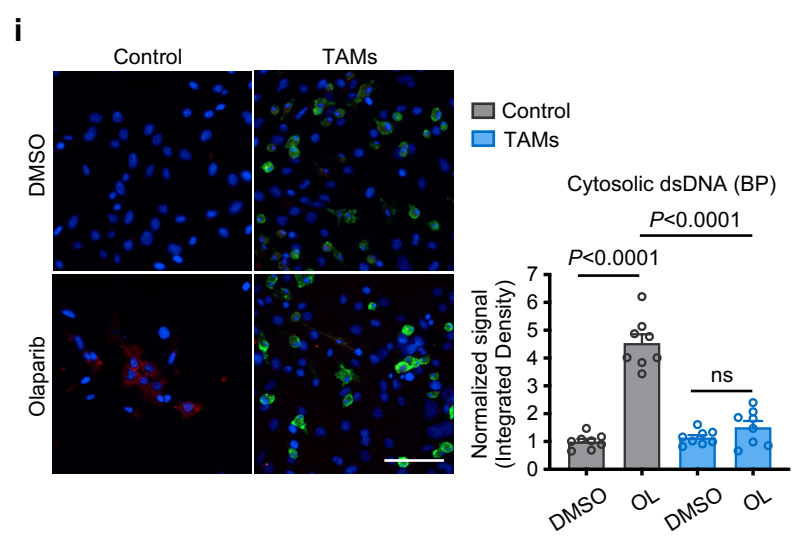 i
Control
TAMs
DMSO
Olaparib
Control
TAMs
Cytosolic dsDNA (BP)
P<0.0001
P<0.0001
ns
Normalized signal
(Integrated Density)
7
6
5
4
3
2
1
0
DMSO
OL
DMSO
OL